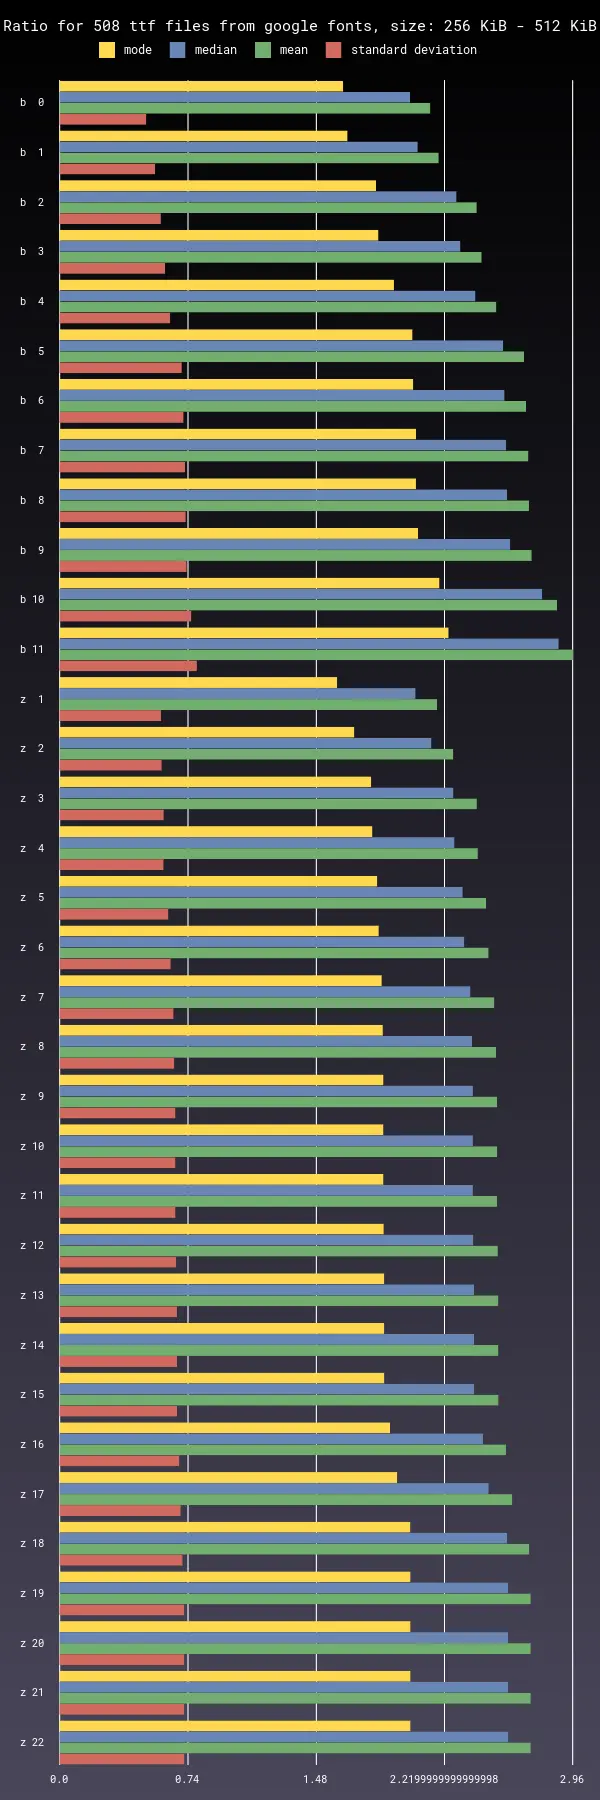 Ratio for 508 ttf files from google fonts, size: 256 KiB - 512 KiB
mode median mean standard deviation
b 0
b 1
b 2
b 3
b 4
b 5
b 6
b 7
b 8
b 9
b 10
b 11
z 1
z 2
z 3
z 4
z 5
z 6
z 7
z 8
z 9
z 10
z 11
z 12
z 13
z 14
z 15
z 16
z 17
z 18
z 19
z 20
z 21
z 22
0.0 0.74 1.48 2.2199999999999998 2.96